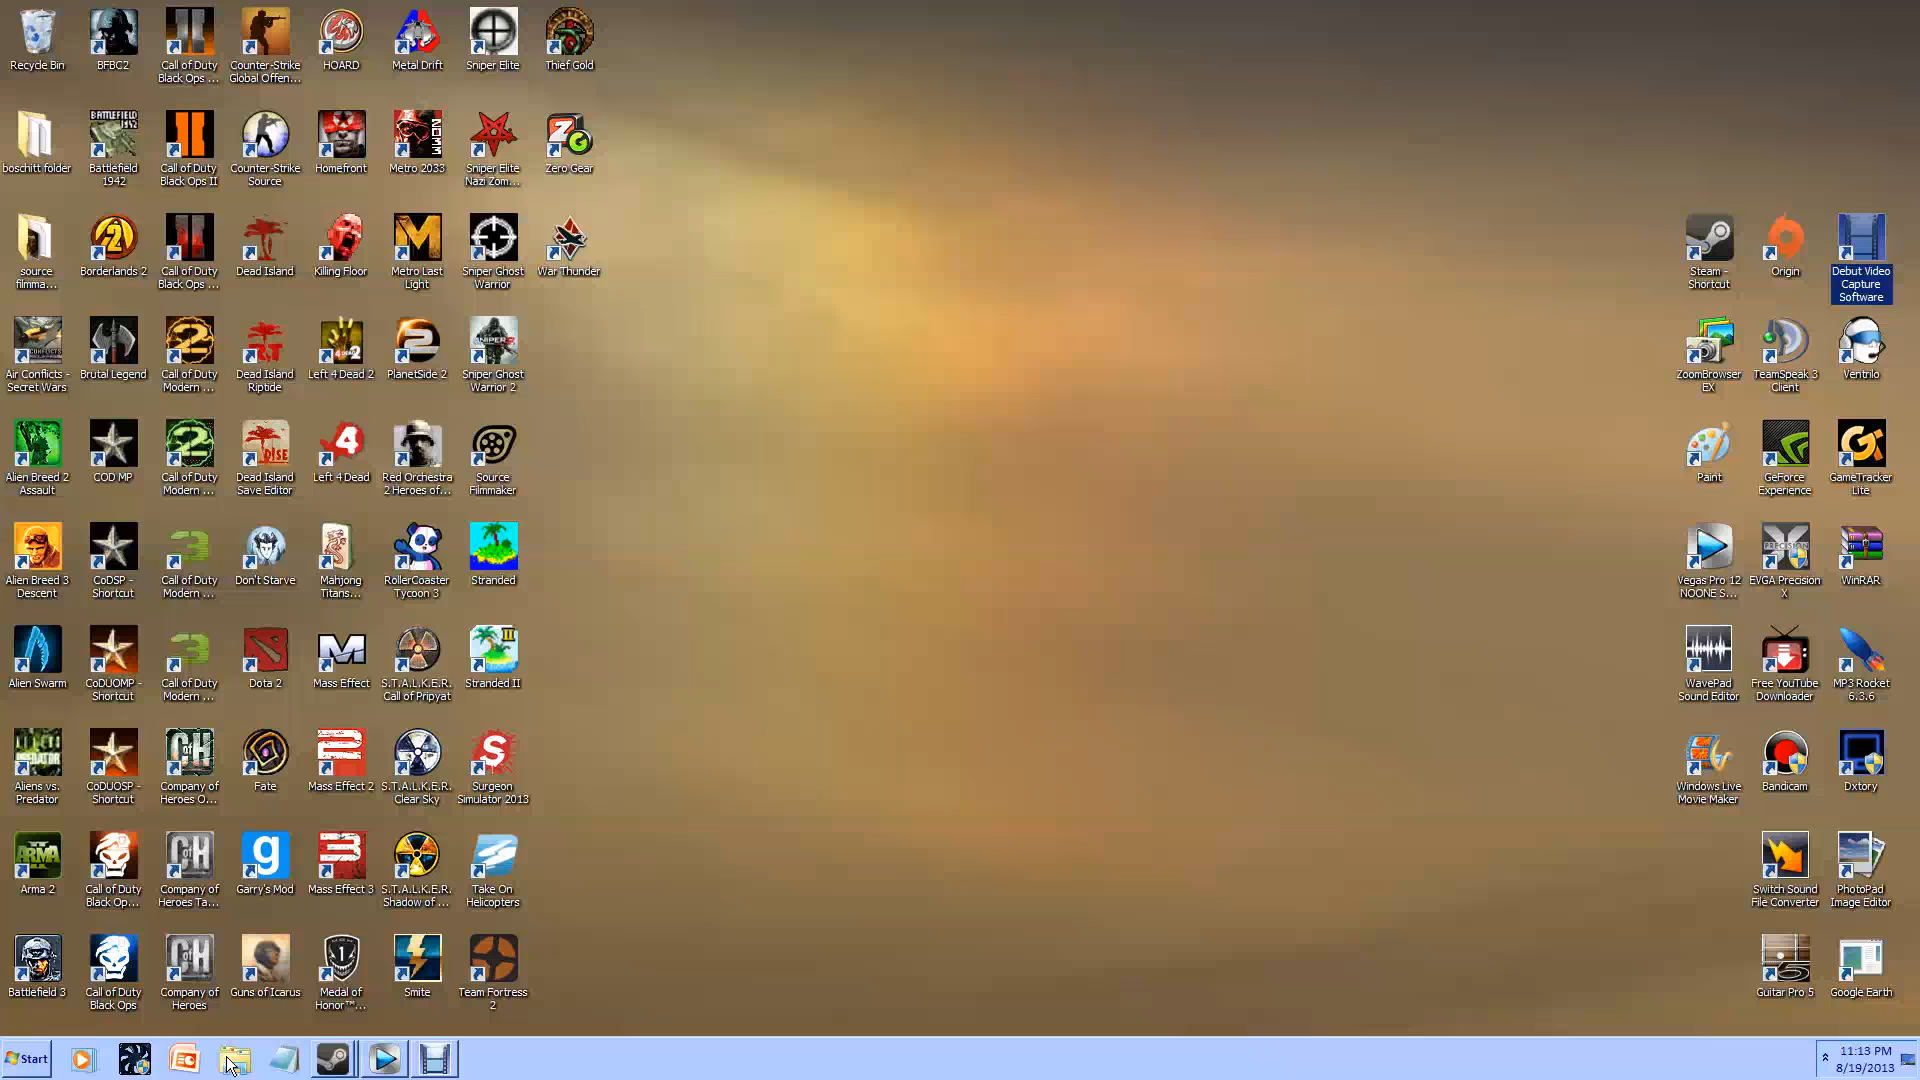 Recycle Bin
BFBC2
Call of Duty
Black Ops ...
Counter-Strike
Global Offen...
HOARD
Metal Drift
Sniper Elite
Thief Gold
boschitt folder
BATTLEFIELD
1942
Battlefield
1942
Call of Duty
Black Ops II
Counter-Strike
Source
Homefront
Metro 2033
Sniper Elite
Nazi Zom...
Zero Gear
source
filmma...
Borderlands 2
Call of Duty
Black Ops ...
Dead Island
Killing Floor
Metro Last
Light
Sniper Ghost
Warrior
War Thunder
Steam -
Shortcut
Origin
Debut Video
Capture
Software
Air Conflicts -
Secret Wars
Brutal Legend
Call of Duty
Modern ...
Dead Island
Riptide
Left 4 Dead 2
PlanetSide 2
Sniper Ghost
Warrior 2
ZoomBrowser
EX
TeamSpeak 3
Client
Ventrilo
Alien Breed 2
Assault
COD MP
Call of Duty
Modern ...
Dead Island
Save Editor
Left 4 Dead
Red Orchestra
2 Heroes of...
Source
Filmmaker
Paint
GeForce
Experience
GameTracker
Lite
Alien Breed 3
Descent
CoDSP -
Shortcut
Call of Duty
Modern ...
Don't Starve
Mahjong
Titans...
RollerCoaster
Tycoon 3
Stranded
Vegas Pro 12
NOONE S...
EVGA Precision
X
WinRAR
Alien Swarm
CoDUOMP -
Shortcut
Call of Duty
Modern ...
Dota 2
Mass Effect
S.T.A.L.K.E.R.
Call of Pripyat
Stranded II
WavePad
Sound Editor
Free YouTube
Downloader
MP3 Rocket
6.3.6
Aliens vs.
Predator
CoDUOSP -
Shortcut
Company of
Heroes O...
Fate
Mass Effect 2
S.T.A.L.K.E.R.
Clear Sky
Surgeon
Simulator 2013
Windows Live
Movie Maker
Bandicam
Dxtory
Arma 2
Call of Duty
Black Op...
Company of
Heroes Ta...
Garry's Mod
Mass Effect 3
S.T.A.L.K.E.R.
Shadow of ...
Take On
Helicopters
Switch Sound
File Converter
PhotoPad
Image Editor
Battlefield 3
Call of Duty
Black Ops
Company of
Heroes
Guns of Icarus
Medal of
Honor™...
Smite
Team Fortress
2
Guitar Pro 5
Google Earth
Start
11:13 PM
8/19/2013